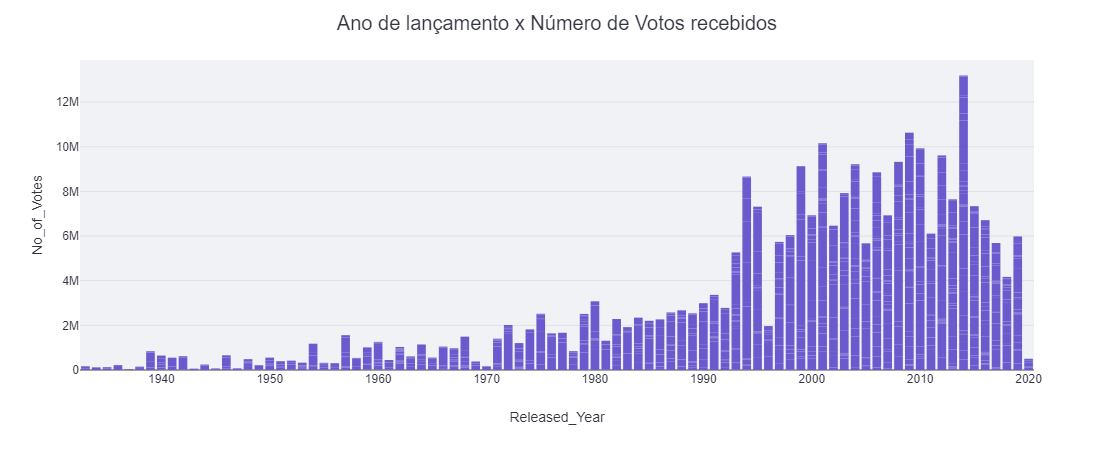 Ano de lançamento x Número de Votos recebidos
12M
10M
8M
6M
4M
2M
0
No_of_Votes
1940 1950 1960 1970 1980 1990 2000 2010 2020
Released_Year